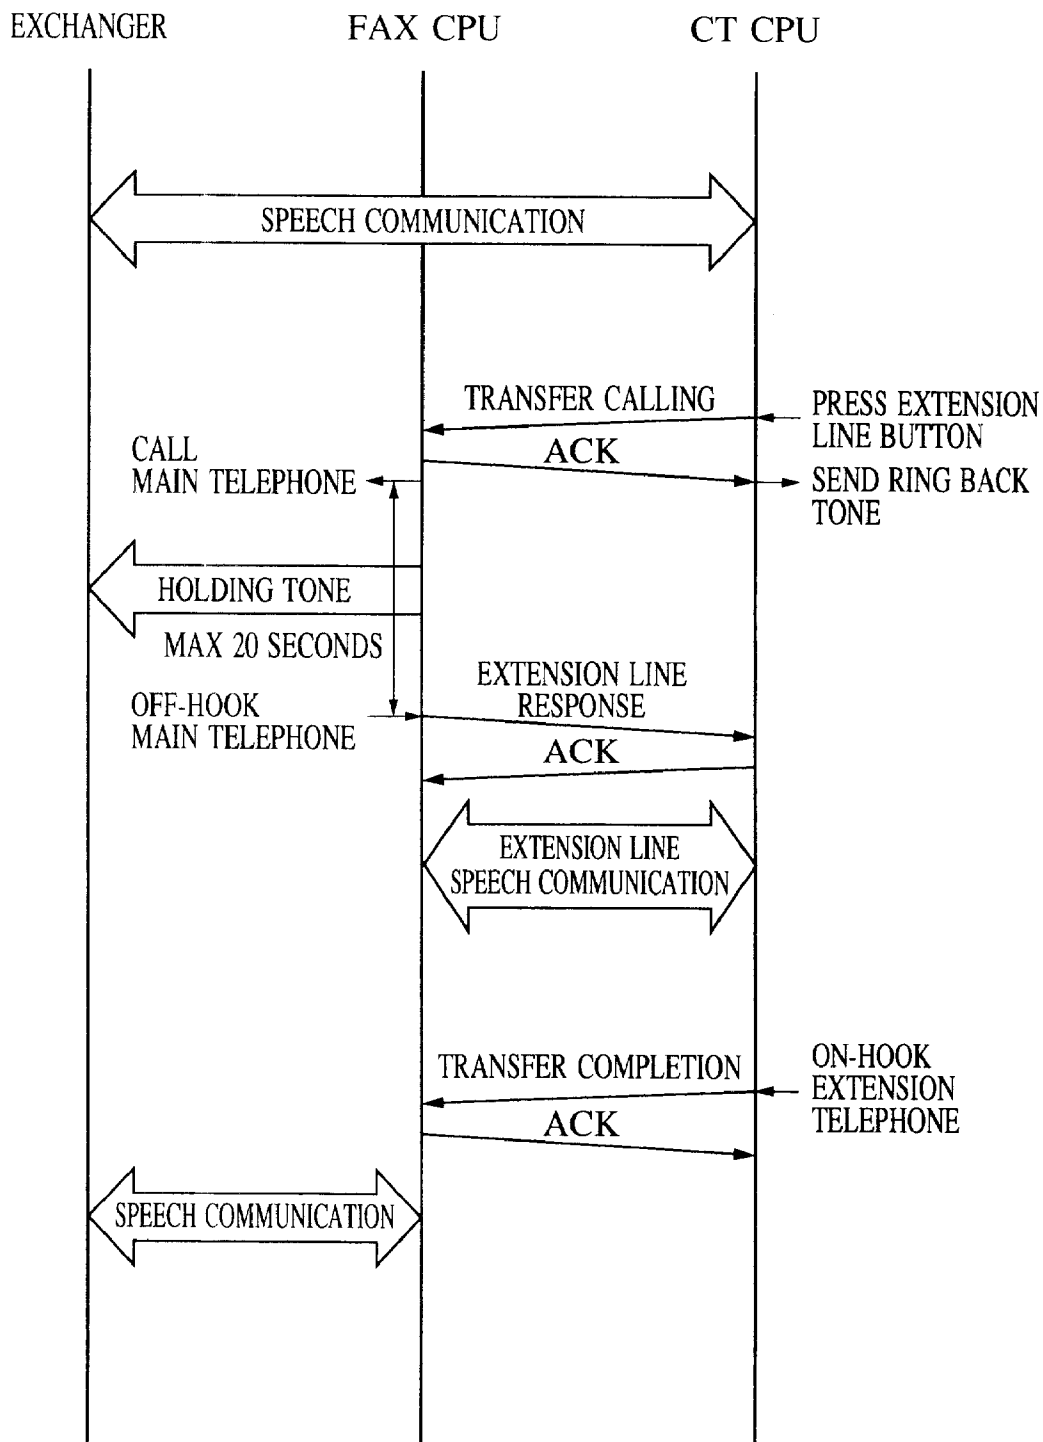 EXCHANGER
FAX CPU
CT CPU
SPEECH COMMUNICATION
TRANSFER CALLING
PRESS EXTENSION
LINE BUTTON
ACK
CALL
MAIN TELEPHONE
SEND RING BACK
TONE
HOLDING TONE
MAX 20 SECONDS
EXTENSION LINE
RESPONSE
OFF-HOOK
MAIN TELEPHONE
ACK
EXTENSION LINE
SPEECH COMMUNICATION
TRANSFER COMPLETION
ON-HOOK
EXTENSION
TELEPHONE
ACK
SPEECH COMMUNICATION